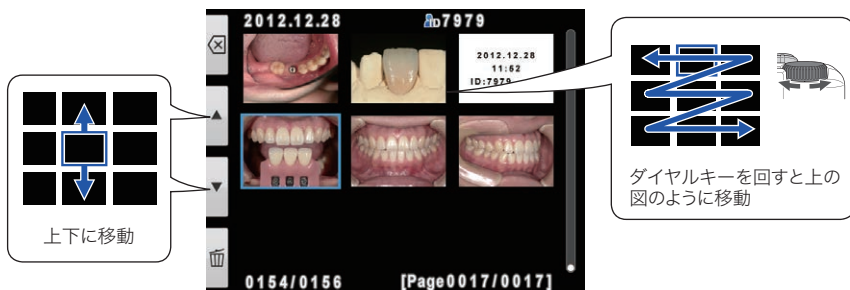 2012.12.28
ID7979
2012.12.28
11:52
ID:7979
上下に移動
ダイヤルキーを回すと上の
図のように移動
0154/0156
[Page0017/0017]